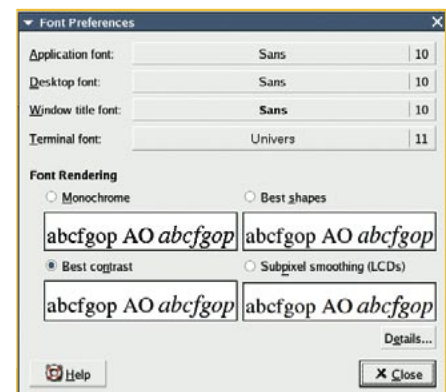 Font Preferences
Application font: Sans 10
Desktop font: Sans 10
Window title font: Sans 10
Terminal font: Univers 11
Font Rendering
Monochrome Best shapes
abcfgop AO abcfgop abcfgop AO abcfgop
Best contrast Subpixel smoothing (LCDs)
abcfgop AO abcfgop abcfgop AO abcfgop
Details...
Help Close